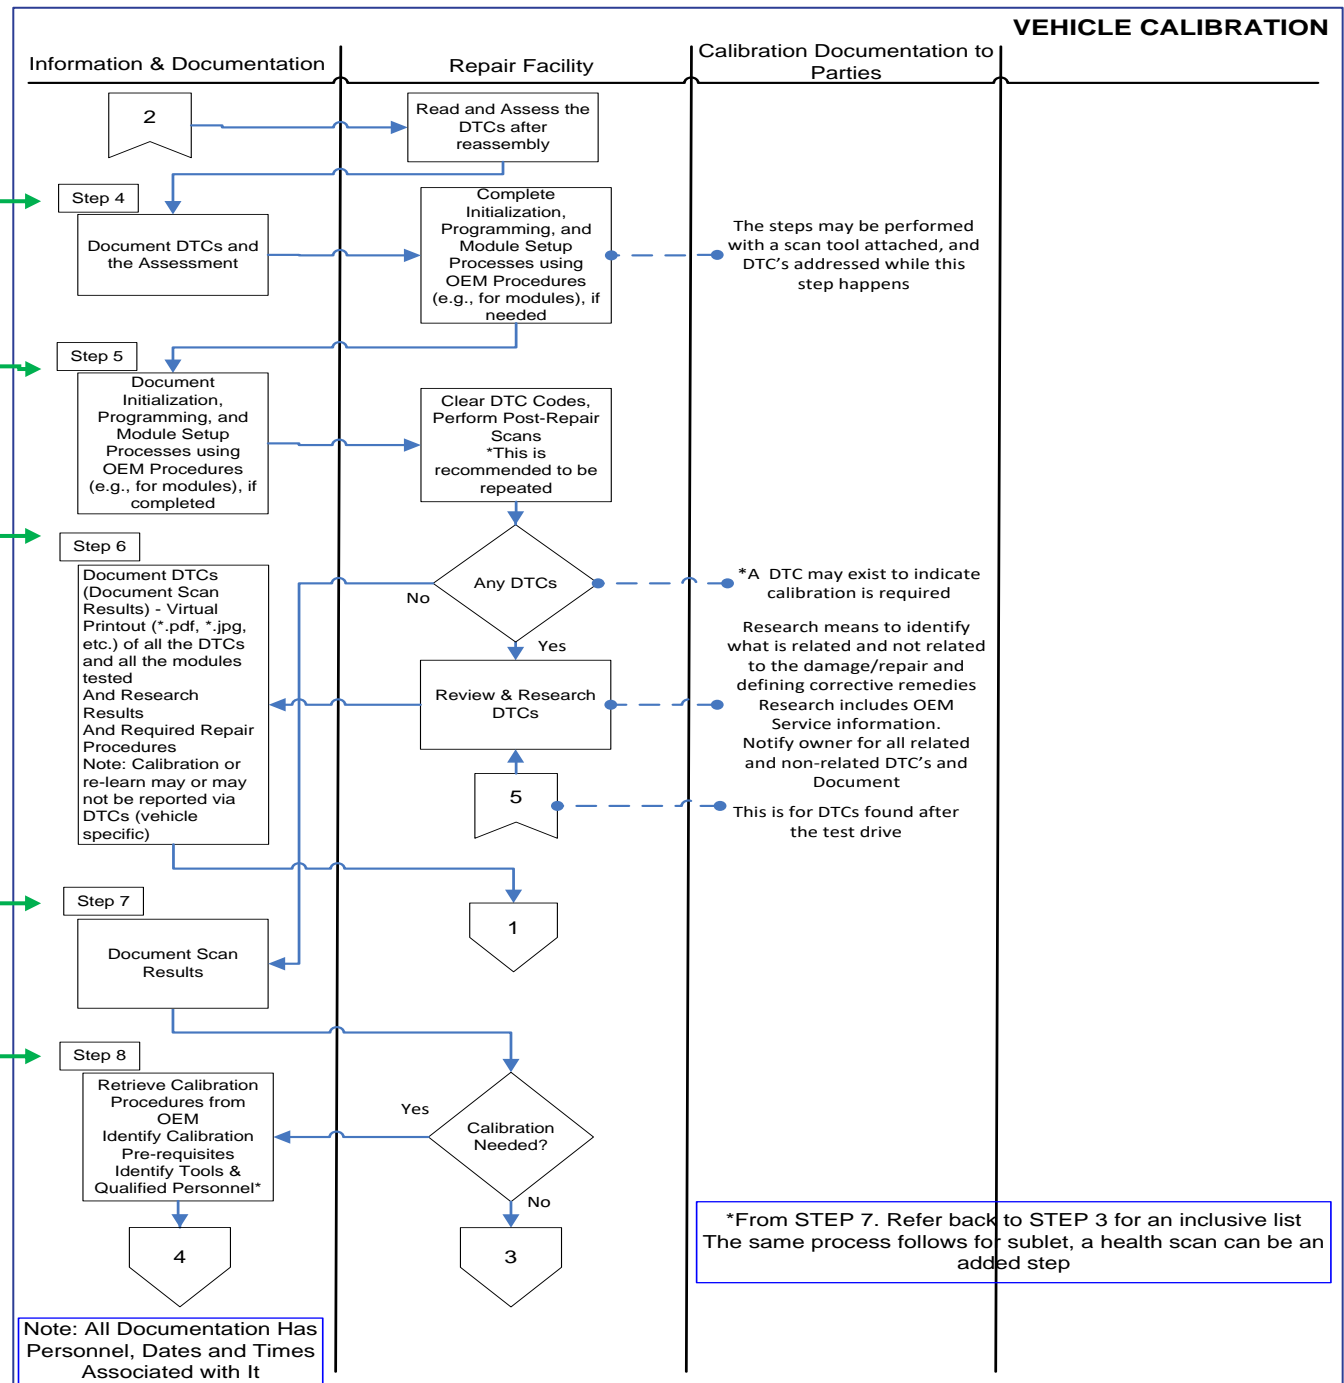 VEHICLE CALIBRATION
Information & Documentation
Repair Facility
Calibration Documentation to
Parties
2
Read and Assess the
DTCs after
reassembly
Step 4
Document DTCs and
the Assessment
Complete
Initialization,
Programming, and
Module Setup
Processes using
OEM Procedures
(e.g., for modules), if
needed
The steps may be performed
with a scan tool attached, and
DTC’s addressed while this
step happens
Step 5
Document
Initialization,
Programming, and
Module Setup
Processes using
OEM Procedures
(e.g., for modules), if
completed
Clear DTC Codes,
Perform Post-Repair
Scans
*This is
recommended to be
repeated
Step 6
Any DTCs
No
Yes
*A DTC may exist to indicate
calibration is required
Document DTCs
(Document Scan
Results) - Virtual
Printout (*.pdf, *.jpg,
etc.) of all the DTCs
and all the modules
tested
And Research
Results
And Required Repair
Procedures
Note: Calibration or
re-learn may or may
not be reported via
DTCs (vehicle
specific)
Review & Research
DTCs
Research means to identify
what is related and not related
to the damage/repair and
defining corrective remedies
Research includes OEM
Service information.
Notify owner for all related
and non-related DTC’s and
Document
5
This is for DTCs found after
the test drive
1
Step 7
Document Scan
Results
Step 8
Retrieve Calibration
Procedures from
OEM
Identify Calibration
Pre-requisites
Identify Tools &
Qualified Personnel*
Yes
Calibration
Needed?
No
4
3
*From STEP 7. Refer back to STEP 3 for an inclusive list
The same process follows for sublet, a health scan can be an
added step
Note: All Documentation Has
Personnel, Dates and Times
Associated with It